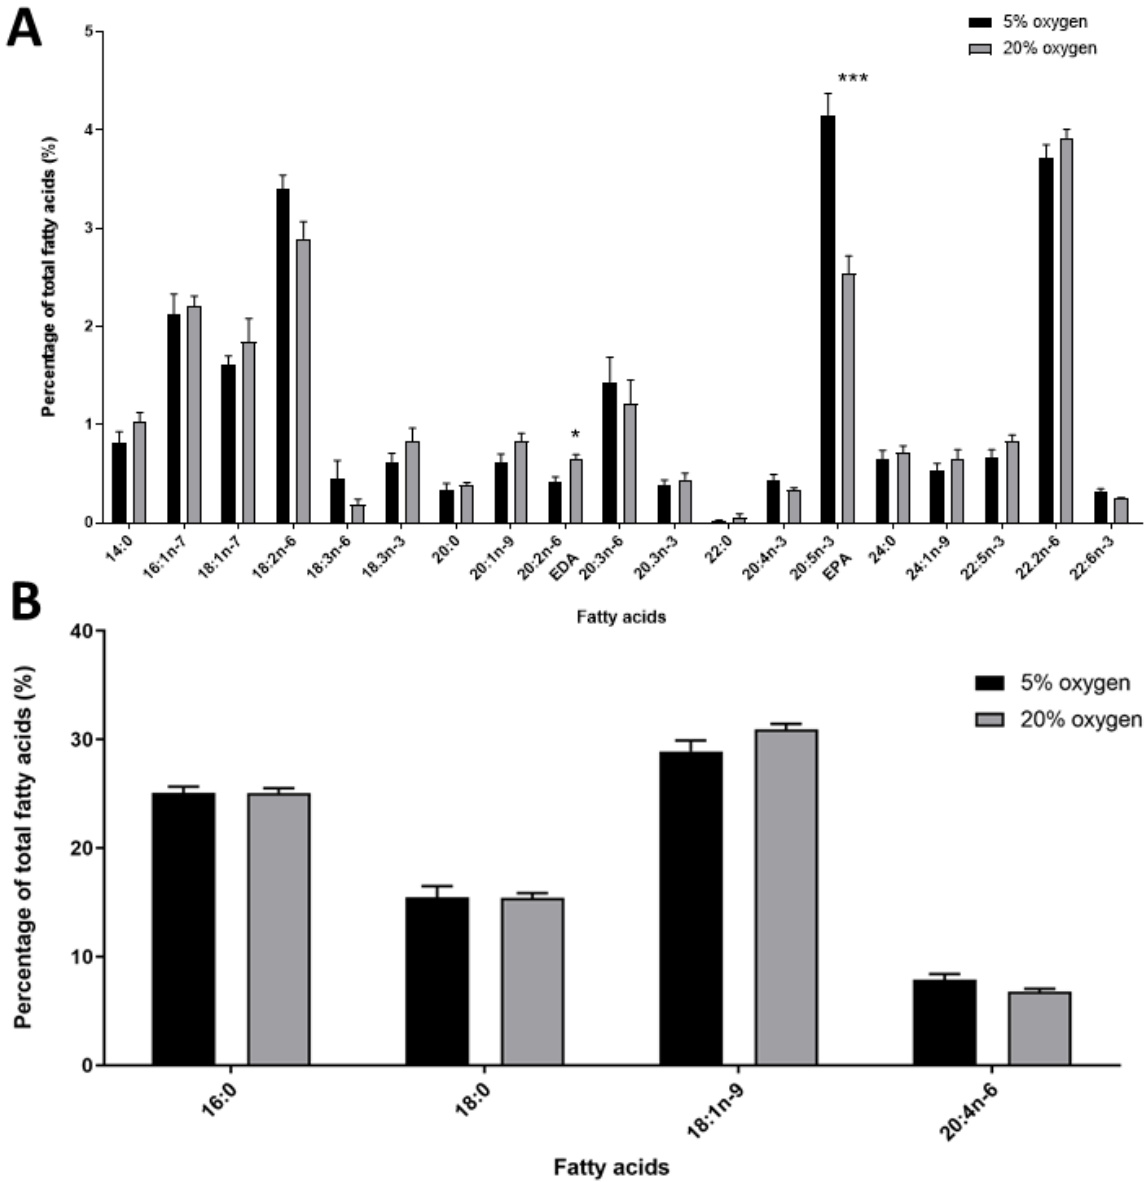 A
5% oxygen
20% oxygen
***
*
Percentage of total fatty acids (%)
5
4
3
2
1
0
14:0
16:1n-7
18:1n-7
18:2n-6
18:3n-6
18.3n-3
20:0
20:1n-9
20:2n-6
EDA
20:3n-6
20.3n-3
22:0
20:4n-3
20:5n-3
EPA
24:0
24:1n-9
22:5n-3
22:2n-6
22:6n-3
Fatty acids
B
5% oxygen
20% oxygen
Percentage of total fatty acids (%)
40
30
20
10
0
16:0
18:0
18:1n-9
20:4n-6
Fatty acids